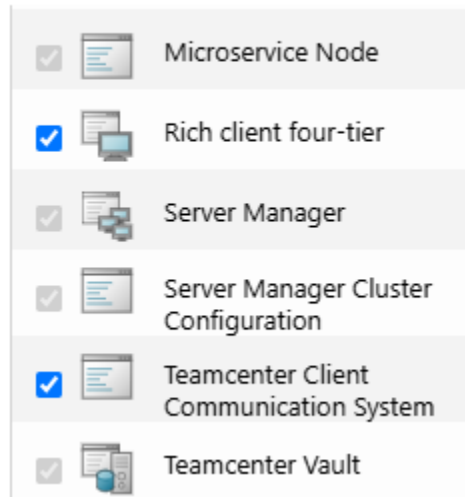 Microservice Node
Rich client four-tier
Server Manager
Server Manager Cluster
Configuration
Teamcenter Client
Communication System
Teamcenter Vault